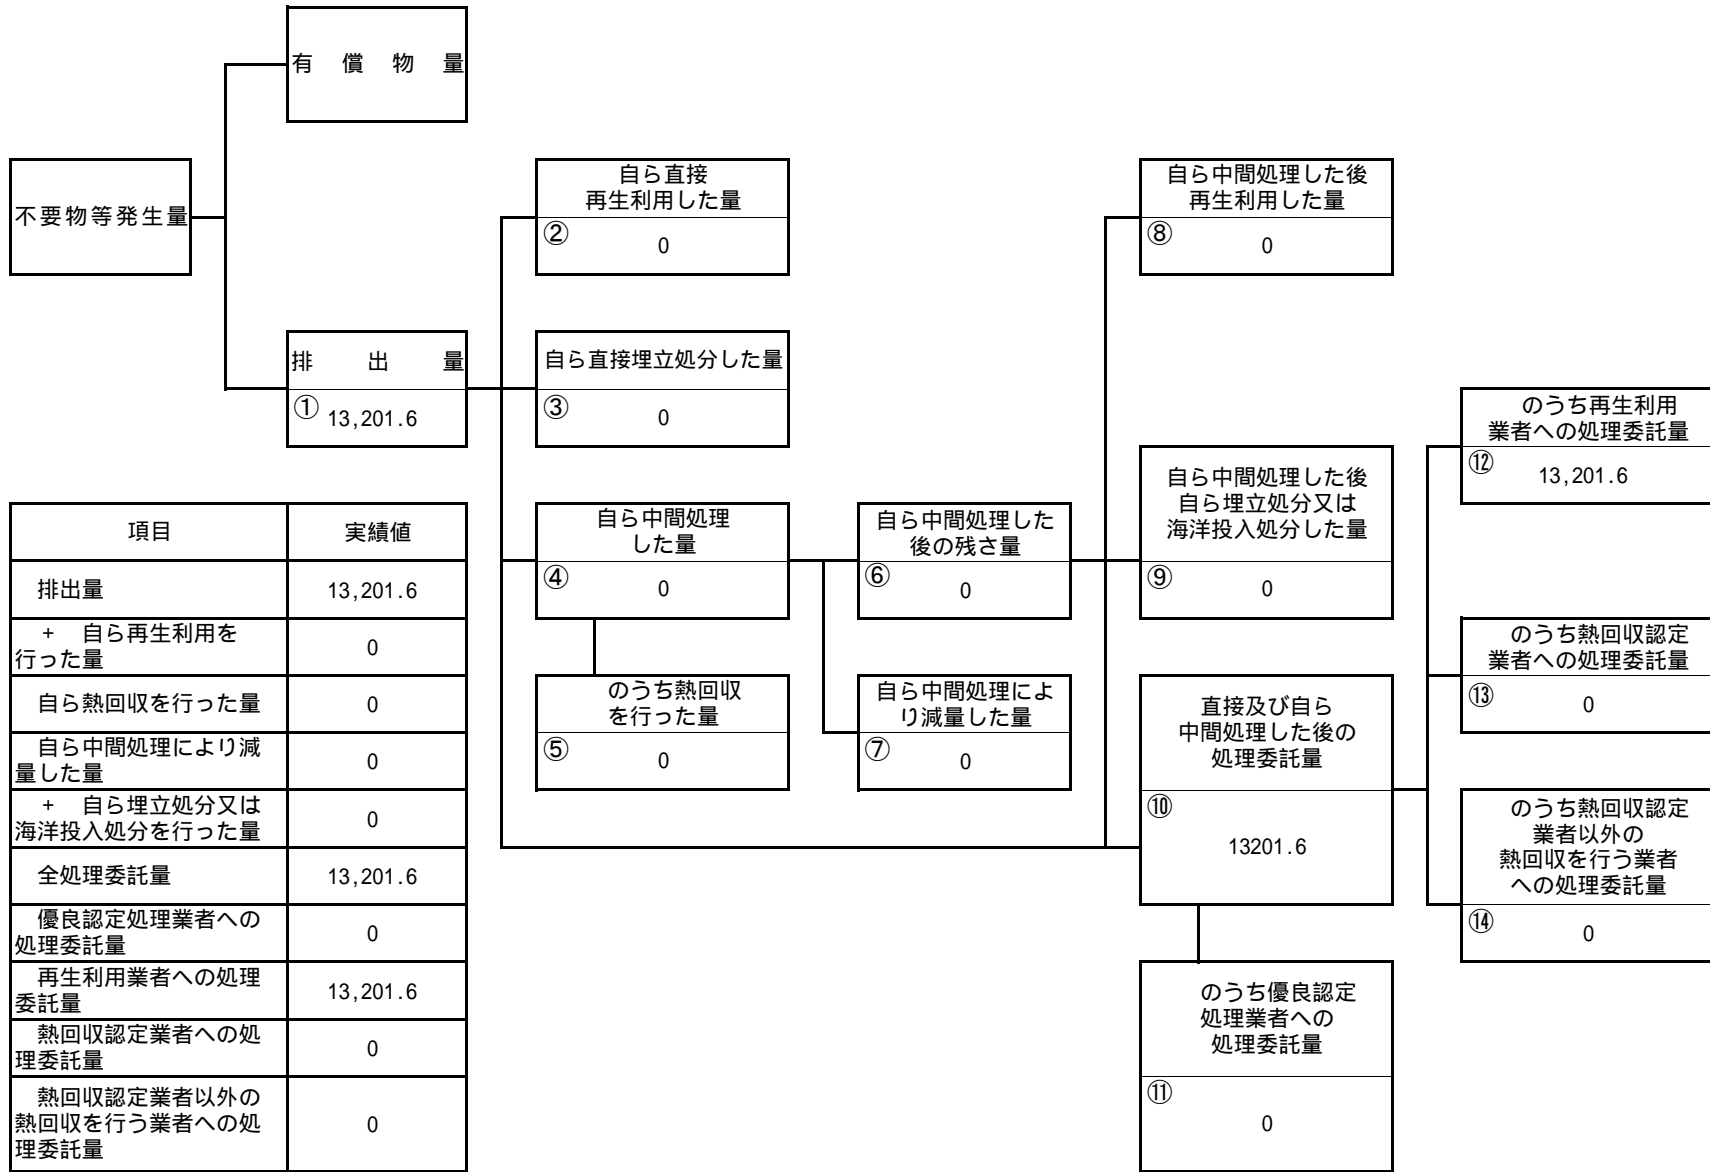 有償物量
不要物等発生量
排出量
① 13,201.6
自ら直接
再生利用した量
② 0
自ら直接埋立処分した量
③ 0
自ら中間処理
した量
④ 0
のうち熱回収
を行った量
⑤ 0
自ら中間処理した
後の残さ量
⑥ 0
自ら中間処理によ
り減量した量
⑦ 0
自ら中間処理した後
再生利用した量
⑧ 0
自ら中間処理した後
自ら埋立処分又は
海洋投入処分した量
⑨ 0
直接及び自ら
中間処理した後の
処理委託量
⑩
13201.6
のうち優良認定
処理業者への
処理委託量
⑪
0
のうち再生利用
業者への処理委託量
⑫ 13,201.6
のうち熱回収認定
業者への処理委託量
⑬ 0
のうち熱回収認定
業者以外の
熱回収を行う業者
への処理委託量
⑭ 0
項目 実績値
排出量 13,201.6
+ 自ら再生利用を
行った量 0
自ら熱回収を行った量 0
自ら中間処理により減
量した量 0
+ 自ら埋立処分又は
海洋投入処分を行った量 0
全処理委託量 13,201.6
優良認定処理業者への
処理委託量 0
再生利用業者への処理
委託量 13,201.6
熱回収認定業者への処
理委託量 0
熱回収認定業者以外の
熱回収を行う業者への処
理委託量 0